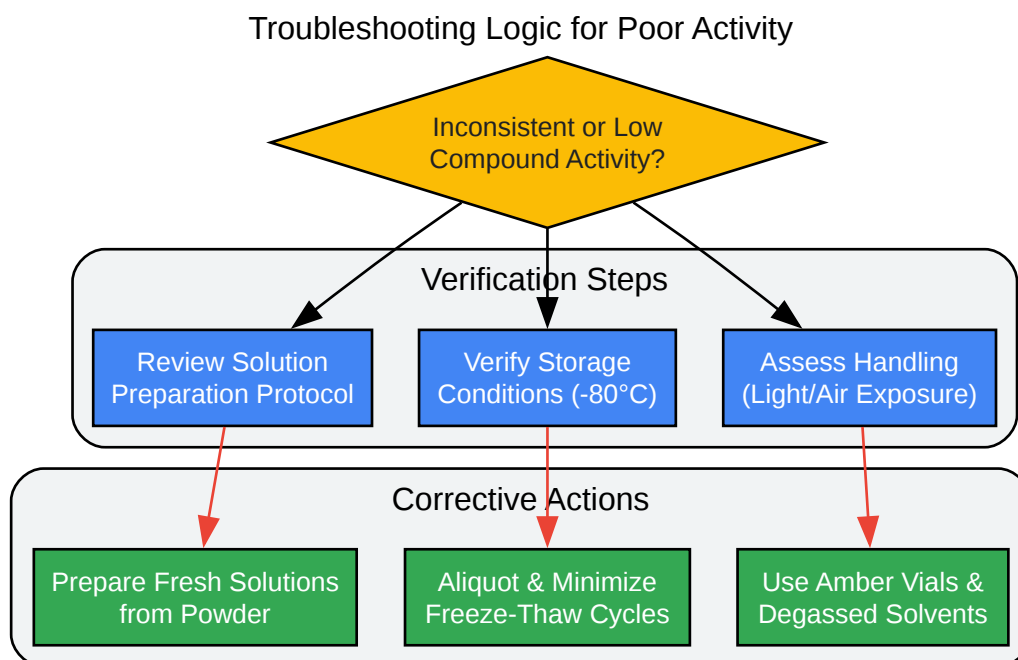 Troubleshooting Logic for Poor Activity
Inconsistent or Low
Compound Activity?
Verification Steps
Review Solution
Preparation Protocol
Verify Storage
Conditions (-80°C)
Assess Handling
(Light/Air Exposure)
Corrective Actions
Prepare Fresh Solutions
from Powder
Aliquot & Minimize
Freeze-Thaw Cycles
Use Amber Vials &
Degassed Solvents